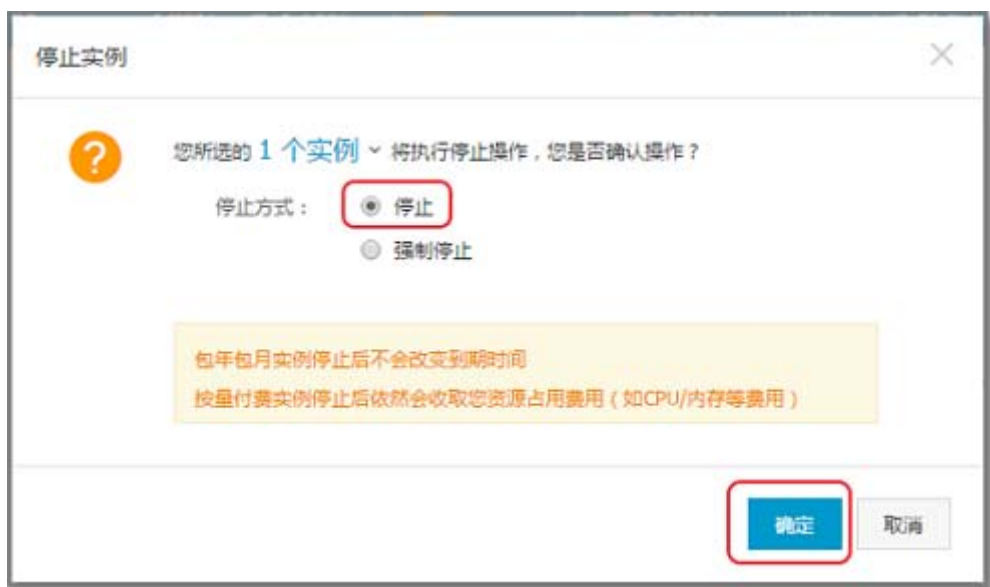 停止实例
您所选的 1 个实例 将执行停止操作，您是否确认操作？
停止方式： 停止
强制停止
包年包月实例停止后不会改变到期时间
按量付费实例停止后依然会收取您资源占用费用（如CPU/内存等费用）
确定 取消